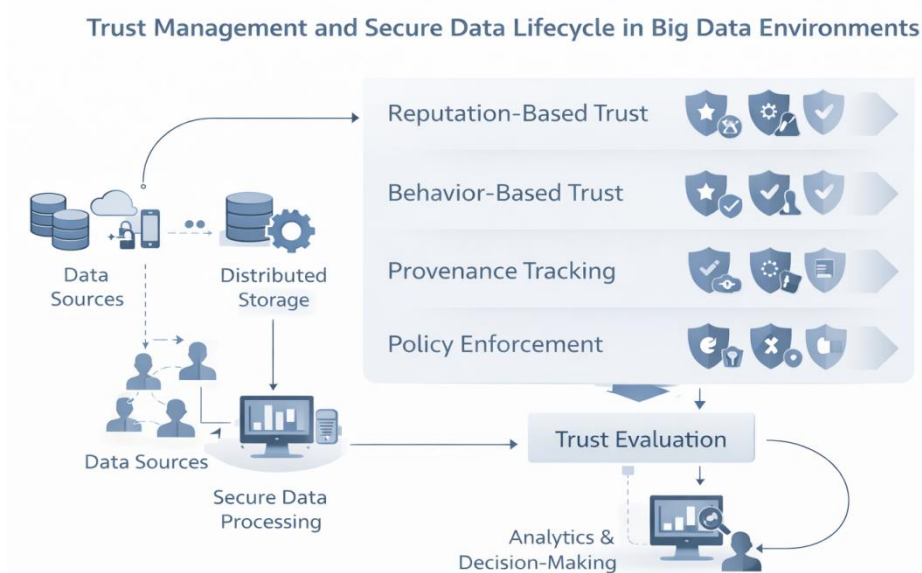 Trust Management and Secure Data Lifecycle in Big Data Environments
Reputation-Based Trust
Behavior-Based Trust
Provenance Tracking
Policy Enforcement
Data
Sources
Distributed
Storage
Data Sources
Secure Data
Processing
Trust Evaluation
Analytics &
Decision-Making